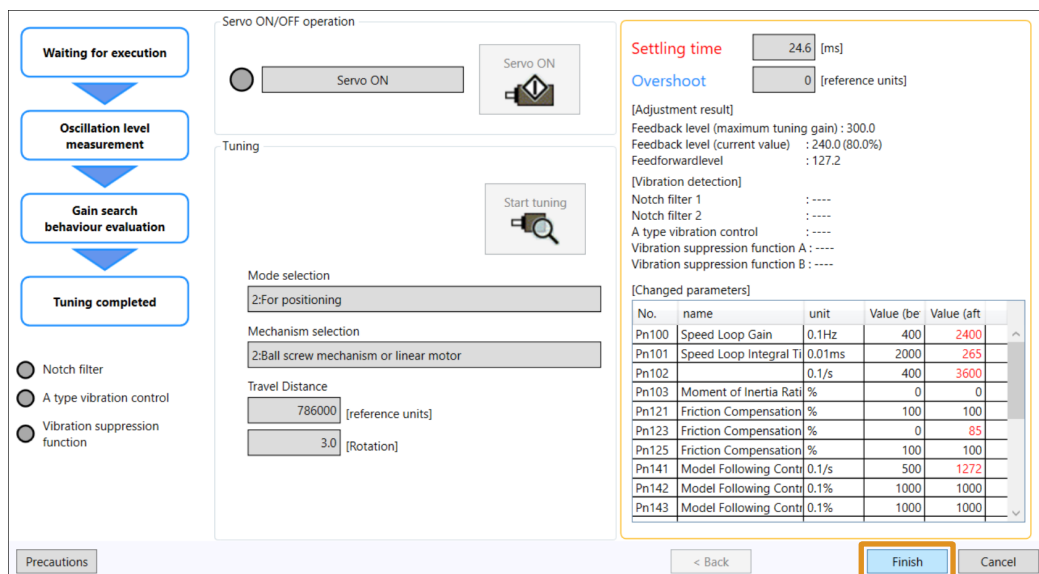 Waiting for execution
Oscillation level
measurement
Gain search
behaviour evaluation
Tuning completed
Notch filter
A type vibration control
Vibration suppression
function
Servo ON/OFF operation
Servo ON
Servo ON
Tuning
Start tuning
Mode selection
2:For positioning
Mechanism selection
2:Ball screw mechanism or linear motor
Travel Distance
786000 [reference units]
3.0 [Rotation]
Settling time 24.6 [ms]
Overshoot 0 [reference units]
[Adjustment result]
Feedback level (maximum tuning gain) : 300.0
Feedback level (current value) : 240.0 (80.0%)
Feedforwardlevel : 127.2
[Vibration detection]
Notch filter 1 : ----
Notch filter 2 : ----
A type vibration control : ----
Vibration suppression function A : ----
Vibration suppression function B : ----
[Changed parameters]
No. name unit Value (be Value (aft
Pn100 Speed Loop Gain 0.1Hz 400 2400
Pn101 Speed Loop Integral Ti 0.01ms 2000 265
Pn102 0.1/s 400 3600
Pn103 Moment of Inertia Rati % 0 0
Pn121 Friction Compensation % 100 100
Pn123 Friction Compensation % 0 85
Pn125 Friction Compensation % 100 100
Pn141 Model Following Contr 0.1/s 500 1272
Pn142 Model Following Contr 0.1% 1000 1000
Pn143 Model Following Contr 0.1% 1000 1000
Precautions
< Back
Finish
Cancel